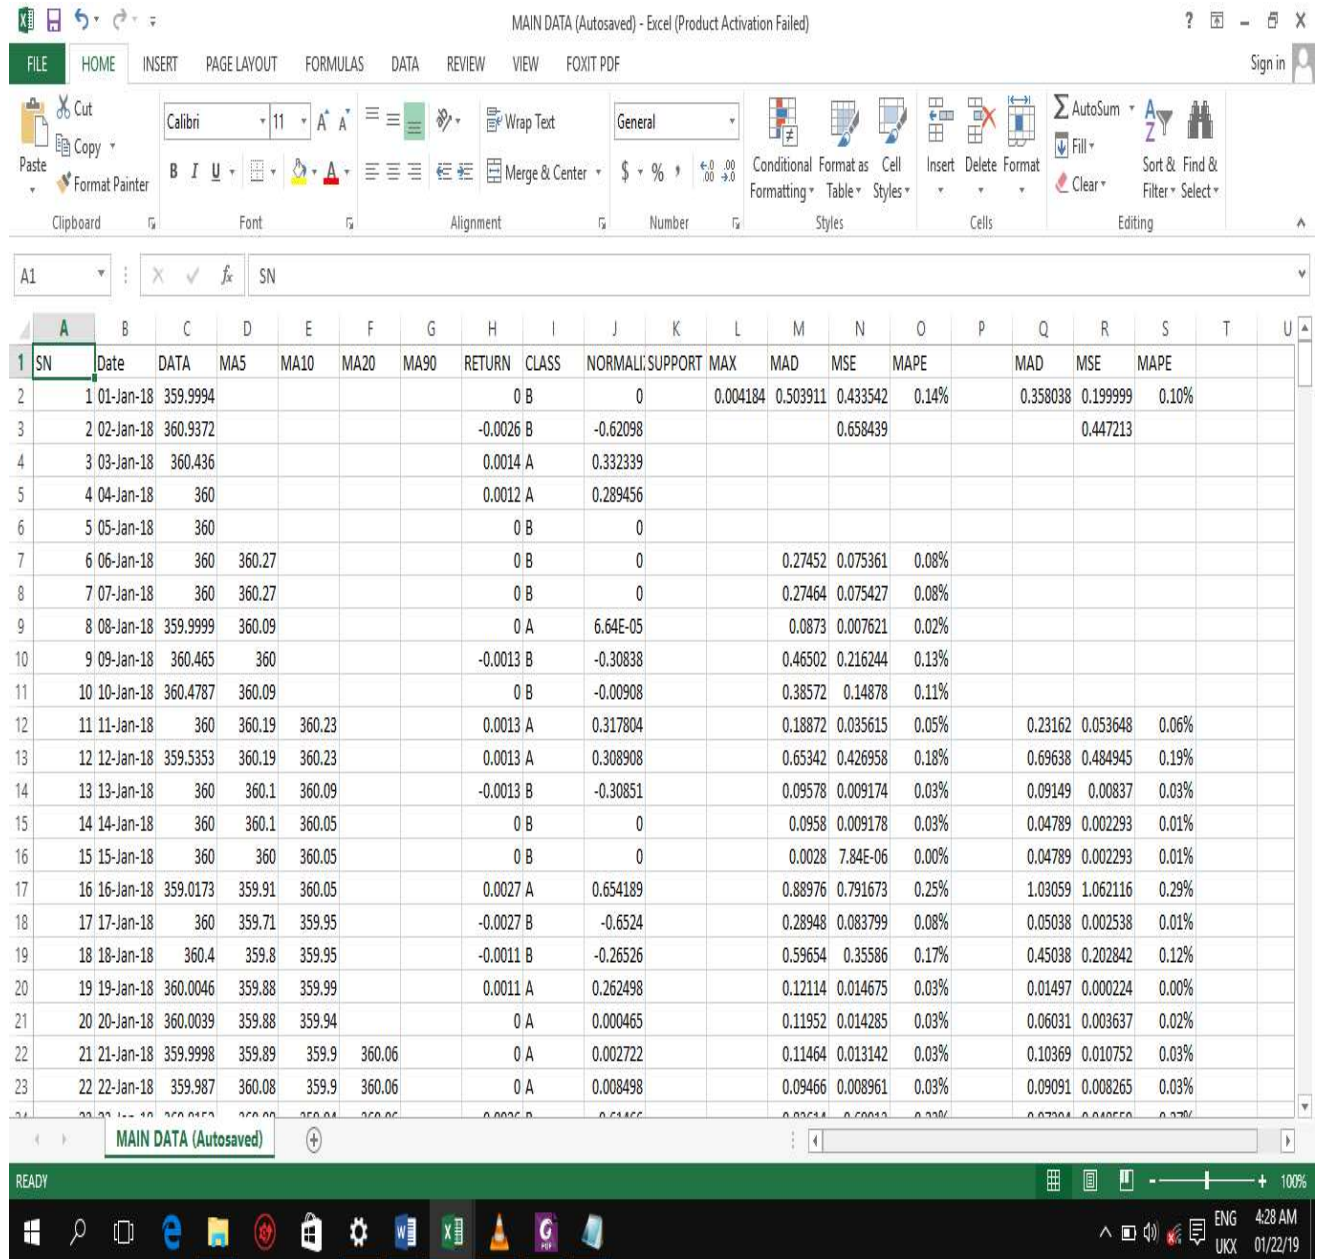 MAIN DATA (Autosaved) - Excel (Product Activation Failed)
FILE HOME INSERT PAGE LAYOUT FORMULAS DATA REVIEW VIEW FOXIT PDF Sign in
Cut
Copy
Format Painter
Paste
Clipboard
Calibri 11
Font
Wrap Text
Merge & Center
Alignment
General
$ % ,
Number
Conditional Formatting
Format as Table
Cell Styles
Styles
Insert Delete Format
Cells
AutoSum
Fill
Clear
Sort & Filter
Find & Select
Editing
A1 fx SN
A B C D E F G H I J K L M N O P Q R S T U
1 SN Date DATA MA5 MA10 MA20 MA90 RETURN CLASS NORMALI SUPPORT MAX MAD MSE MAPE MAD MSE MAPE
2 1 01-Jan-18 359.9994 0 B 0 0.004184 0.503911 0.433542 0.14% 0.358038 0.199999 0.10%
3 2 02-Jan-18 360.9372 -0.0026 B -0.62098 0.658439 0.447213
4 3 03-Jan-18 360.436 0.0014 A 0.332339
5 4 04-Jan-18 360 0.0012 A 0.289456
6 5 05-Jan-18 360 0 B 0
7 6 06-Jan-18 360 360.27 0 B 0 0.27452 0.075361 0.08%
8 7 07-Jan-18 360 360.27 0 B 0 0.27464 0.075427 0.08%
9 8 08-Jan-18 359.9999 360.09 0 A 6.64E-05 0.0873 0.007621 0.02%
10 9 09-Jan-18 360.465 360 -0.0013 B -0.30838 0.46502 0.216244 0.13%
11 10 10-Jan-18 360.4787 360.09 0 B -0.00908 0.38572 0.14878 0.11%
12 11 11-Jan-18 360 360.19 360.23 0.0013 A 0.317804 0.18872 0.035615 0.05% 0.23162 0.053648 0.06%
13 12 12-Jan-18 359.5353 360.19 360.23 0.0013 A 0.308908 0.65342 0.426958 0.18% 0.69638 0.484945 0.19%
14 13 13-Jan-18 360 360.1 360.09 -0.0013 B -0.30851 0.09578 0.009174 0.03% 0.09149 0.00837 0.03%
15 14 14-Jan-18 360 360.1 360.05 0 B 0 0.0958 0.009178 0.03% 0.04789 0.002293 0.01%
16 15 15-Jan-18 360 360 360.05 0 B 0 0.0028 7.84E-06 0.00% 0.04789 0.002293 0.01%
17 16 16-Jan-18 359.0173 359.91 360.05 0.0027 A 0.654189 0.88976 0.791673 0.25% 1.03059 1.062116 0.29%
18 17 17-Jan-18 360 359.71 359.95 -0.0027 B -0.6524 0.28948 0.083799 0.08% 0.05038 0.002538 0.01%
19 18 18-Jan-18 360.4 359.8 359.95 -0.0011 B -0.26526 0.59654 0.35586 0.17% 0.45038 0.202842 0.12%
20 19 19-Jan-18 360.0046 359.88 359.99 0.0011 A 0.262498 0.12114 0.014675 0.03% 0.01497 0.000224 0.00%
21 20 20-Jan-18 360.0039 359.88 359.94 0 A 0.000465 0.11952 0.014285 0.03% 0.06031 0.003637 0.02%
22 21 21-Jan-18 359.9998 359.89 359.9 360.06 0 A 0.002722 0.11464 0.013142 0.03% 0.10369 0.010752 0.03%
23 22 22-Jan-18 359.987 360.08 359.9 360.06 0 A 0.008498 0.09466 0.008961 0.03% 0.09091 0.008265 0.03%
MAIN DATA (Autosaved)
READY 100%
ENG 4:28 AM
UKX 01/22/19